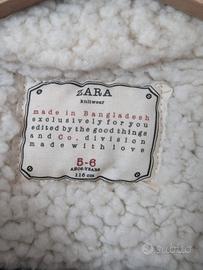 ZARA
knitwear
made in Bangladesh
exclusively for you
edited by the good things
and Co. division
made with love
5-6
AÑOS-YEARS
116 cm
subito